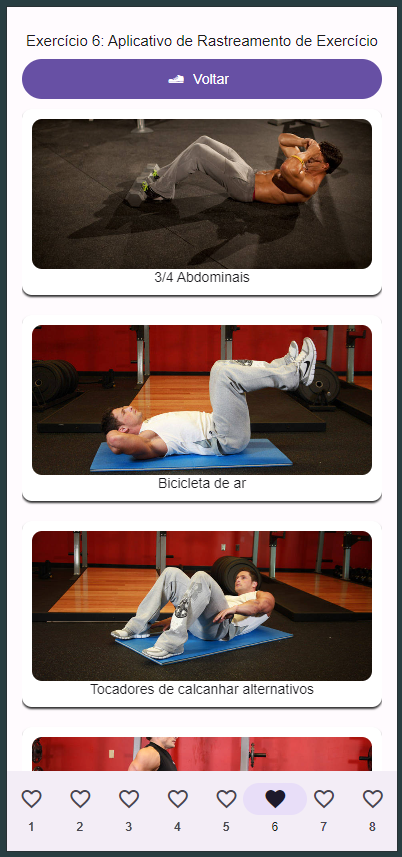 Exercício 6: Aplicativo de Rastreamento de Exercício
Voltar
3/4 Abdominais
Bicicleta de ar
Tocadores de calcanhar alternativos
1 2 3 4 5 6 7 8